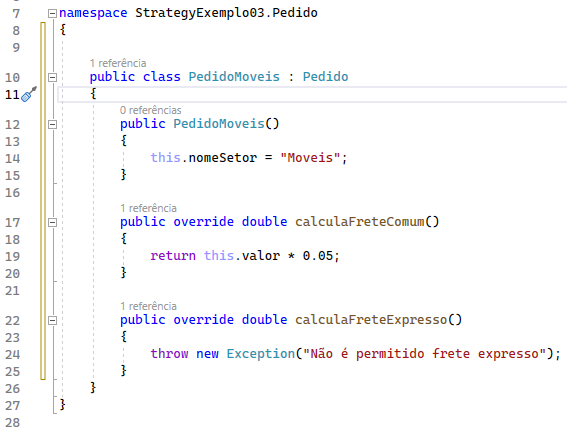 7 namespace StrategyExemplo03.Pedido
8 {
9
1 referência
10 public class PedidoMoveis : Pedido
11 {
0 referências
12 public PedidoMoveis()
13 {
14 this.nomeSetor = "Moveis";
15 }
16
1 referência
17 public override double calculaFreteComum()
18 {
19 return this.valor * 0.05;
20 }
21
1 referência
22 public override double calculaFreteExpresso()
23 {
24 throw new Exception("Não é permitido frete expresso");
25 }
26 }
27 }
28